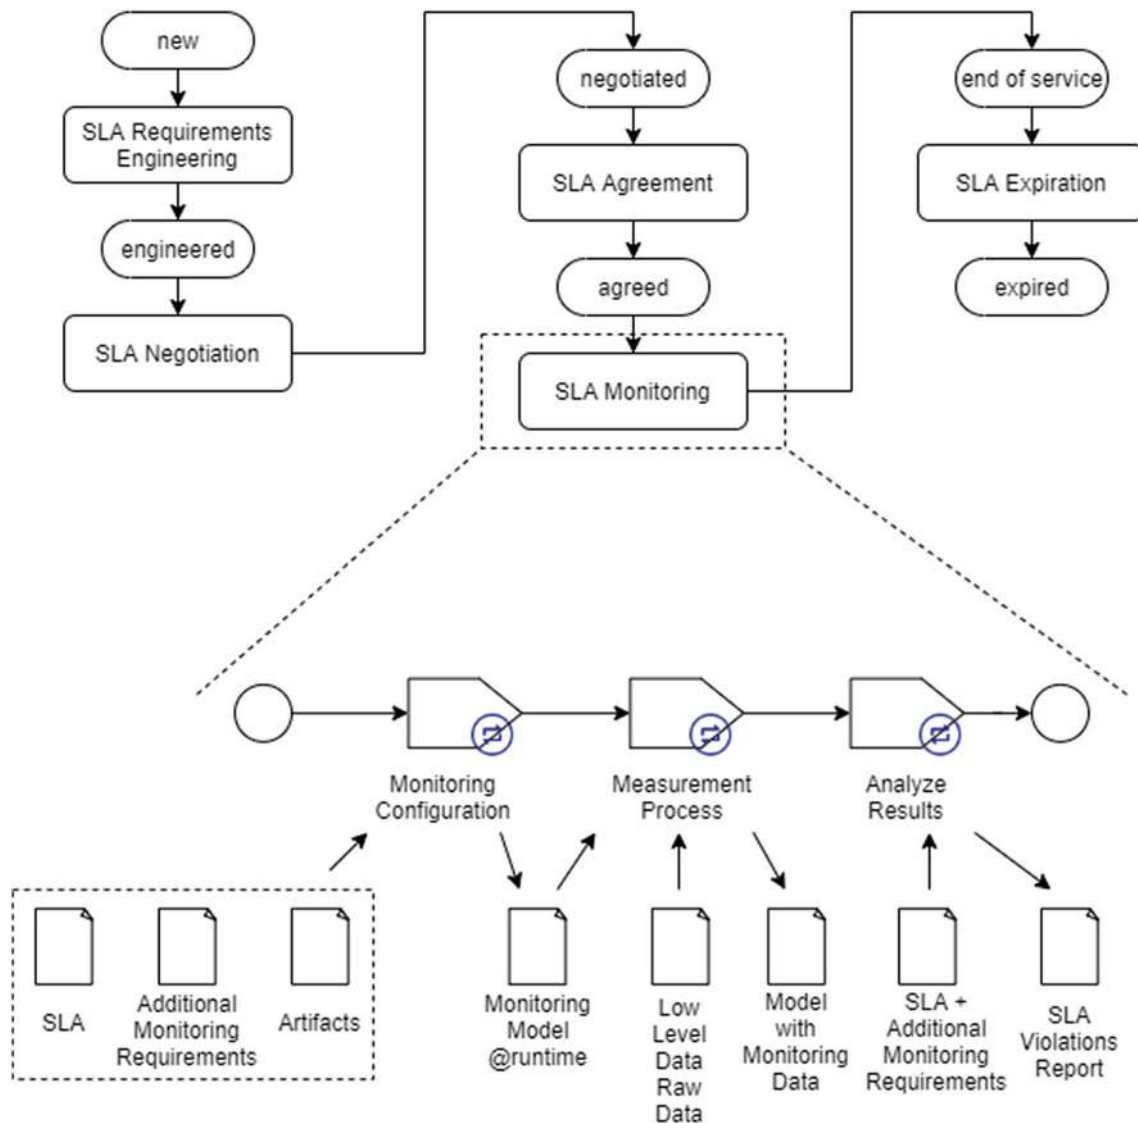 new
SLA Requirements
Engineering
engineered
SLA Negotiation
negotiated
SLA Agreement
agreed
SLA Monitoring
end of service
SLA Expiration
expired
Monitoring
Configuration
Measurement
Process
Analyze
Results
SLA
Additional
Monitoring
Requirements
Artifacts
Monitoring
Model
@runtime
Low
Level
Data
Raw
Data
Model
with
Monitoring
Data
SLA +
Additional
Monitoring
Requirements
SLA
Violations
Report